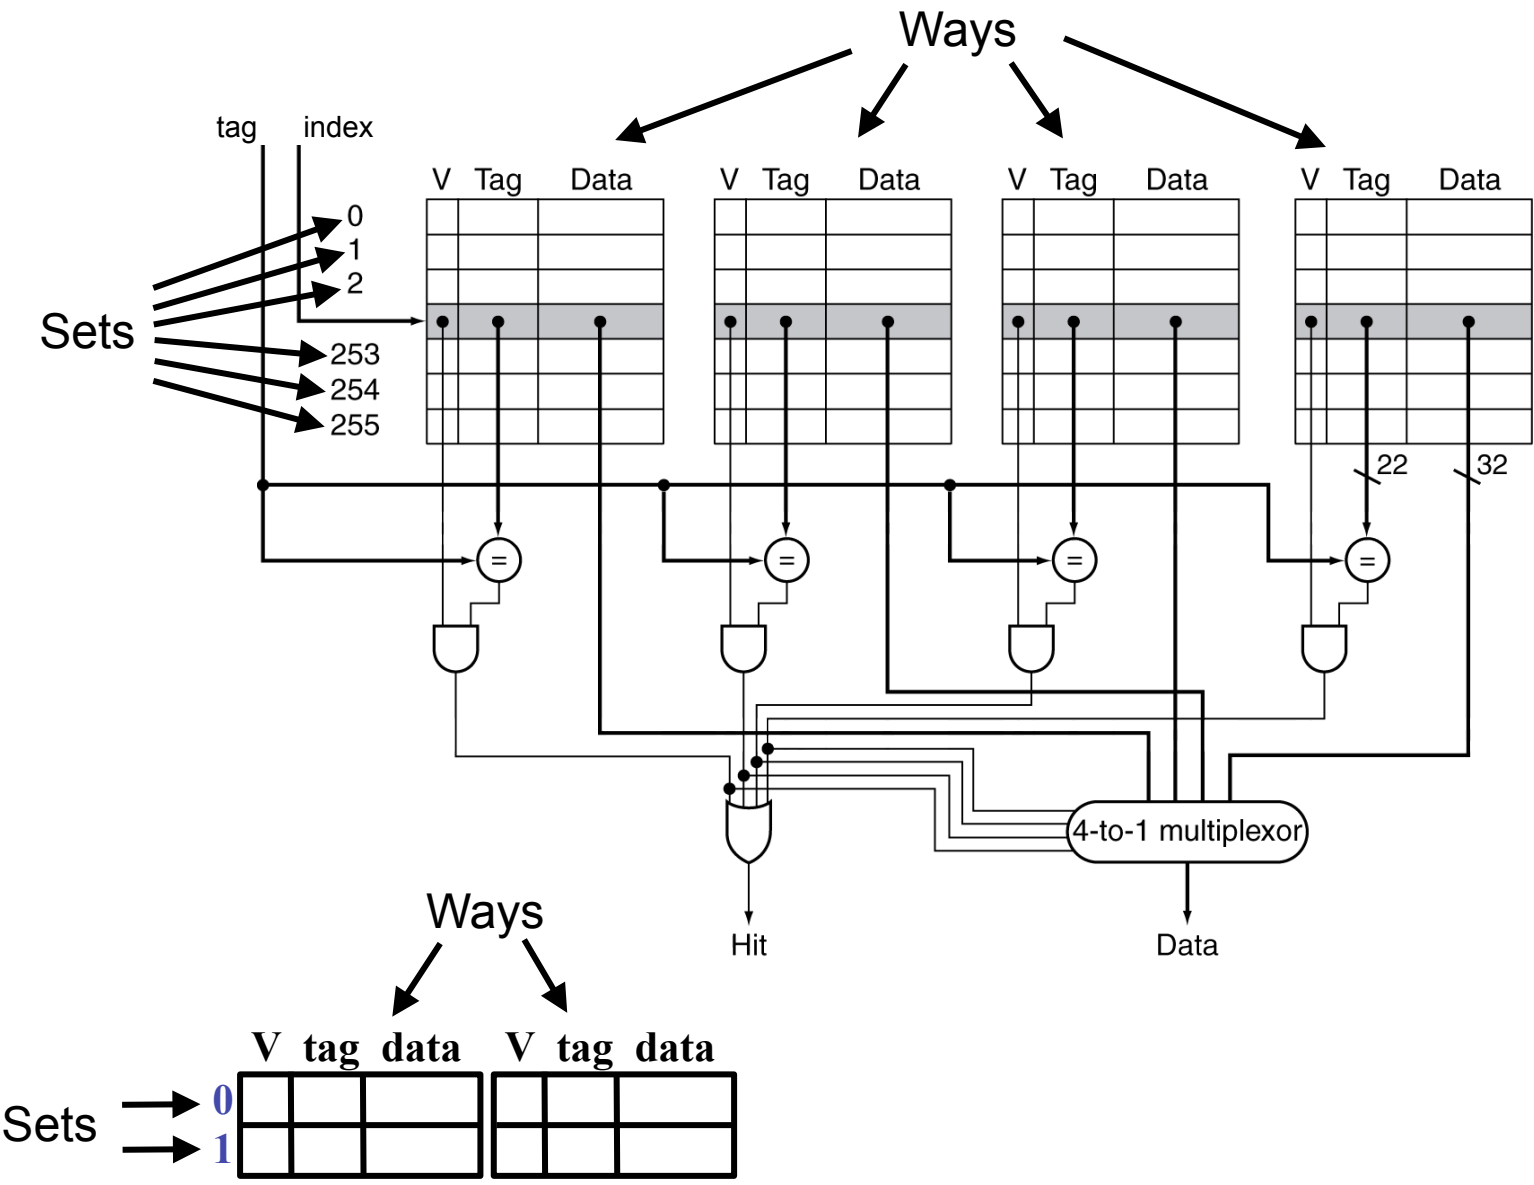 Ways
tag index
V Tag Data V Tag Data V Tag Data V Tag Data
0
1
2
Sets
253
254
255
22 32
= = = =
4-to-1 multiplexor
Hit Data
Ways
V tag data V tag data
Sets
0
1